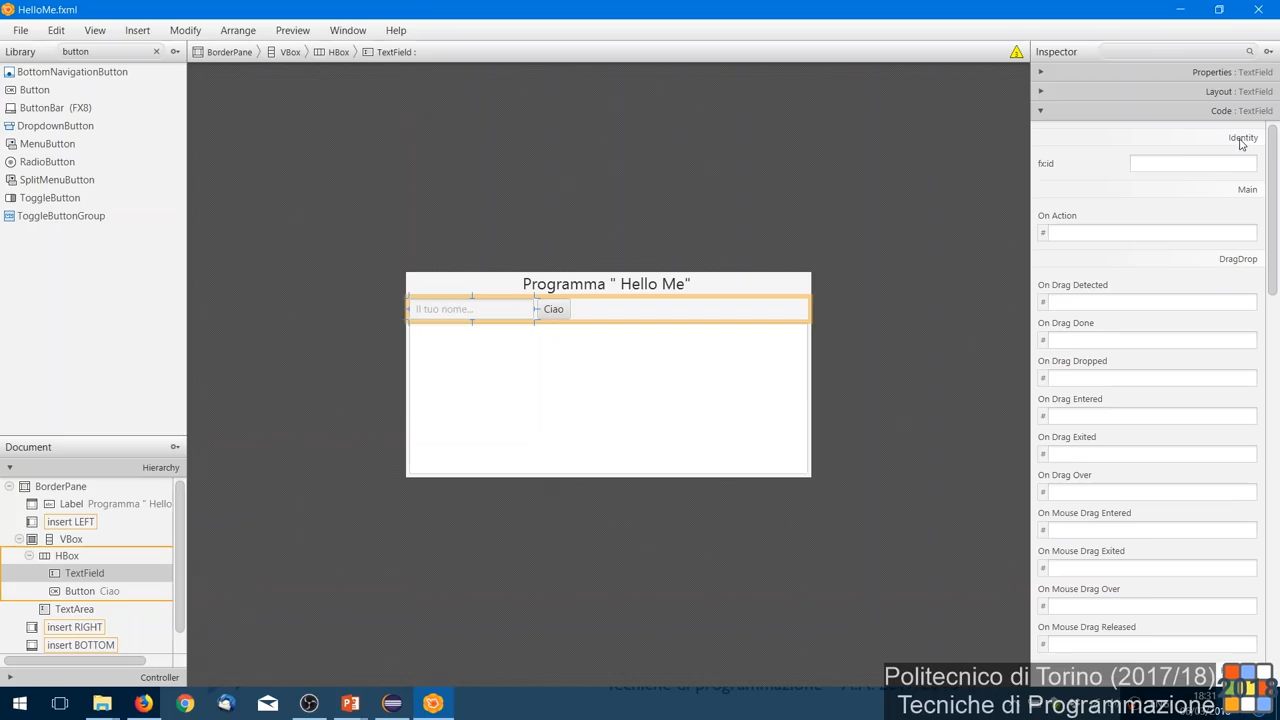 HelloMe.fxml
File Edit View Insert Modify Arrange Preview Window Help
Library button
BorderPane VBox HBox TextField :
Inspector
BottomNavigationButton
Button
ButtonBar (FX8)
DropdownButton
MenuButton
RadioButton
SplitMenuButton
ToggleButton
ToggleButtonGroup
Programma " Hello Me"
Il tuo nome...
Ciao
Document
Hierarchy
BorderPane
Label Programma " Hello
insert LEFT
VBox
HBox
TextField
Button Ciao
TextArea
insert RIGHT
insert BOTTOM
Controller
Properties : TextField
Layout : TextField
Code : TextField
Identity
fx:id
Main
On Action
#
DragDrop
On Drag Detected
#
On Drag Done
#
On Drag Dropped
#
On Drag Entered
#
On Drag Exited
#
On Drag Over
#
On Mouse Drag Entered
#
On Mouse Drag Exited
#
On Mouse Drag Over
#
On Mouse Drag Released
#
Politecnico di Torino (2017/18)
Tecniche di Programmazio
18:31
2018